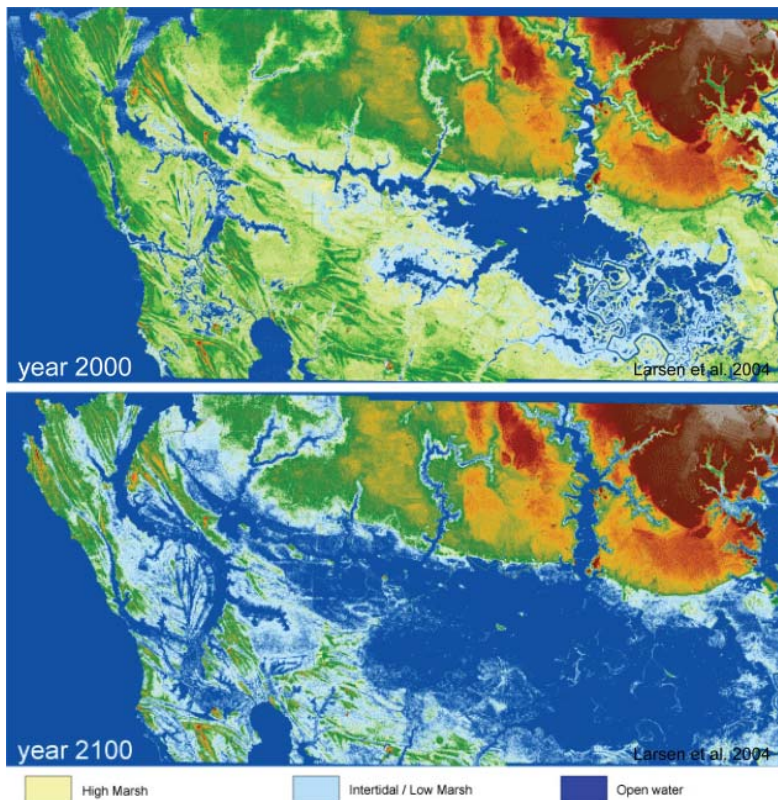 year 2000
Larsen et al. 2004
year 2100
Larsen et al. 2004
High Marsh
Intertidal / Low Marsh
Open water